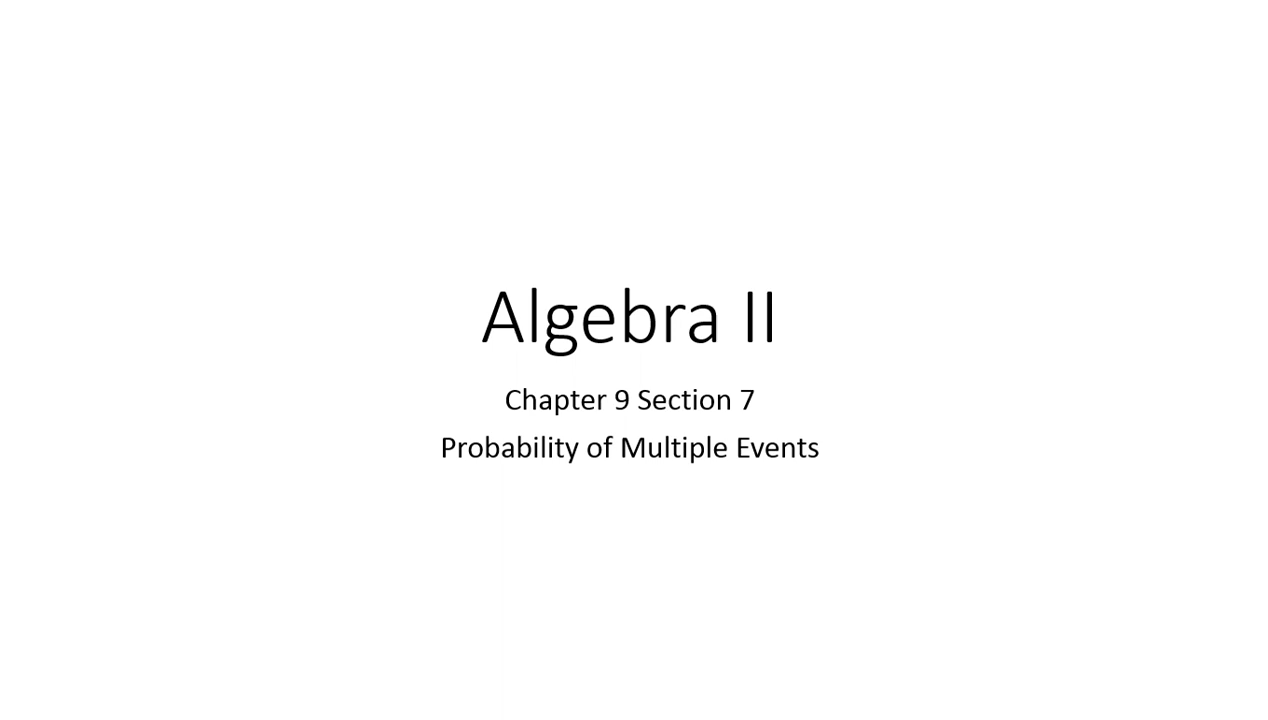 Algebra II
Chapter 9 Section 7
Probability of Multiple Events